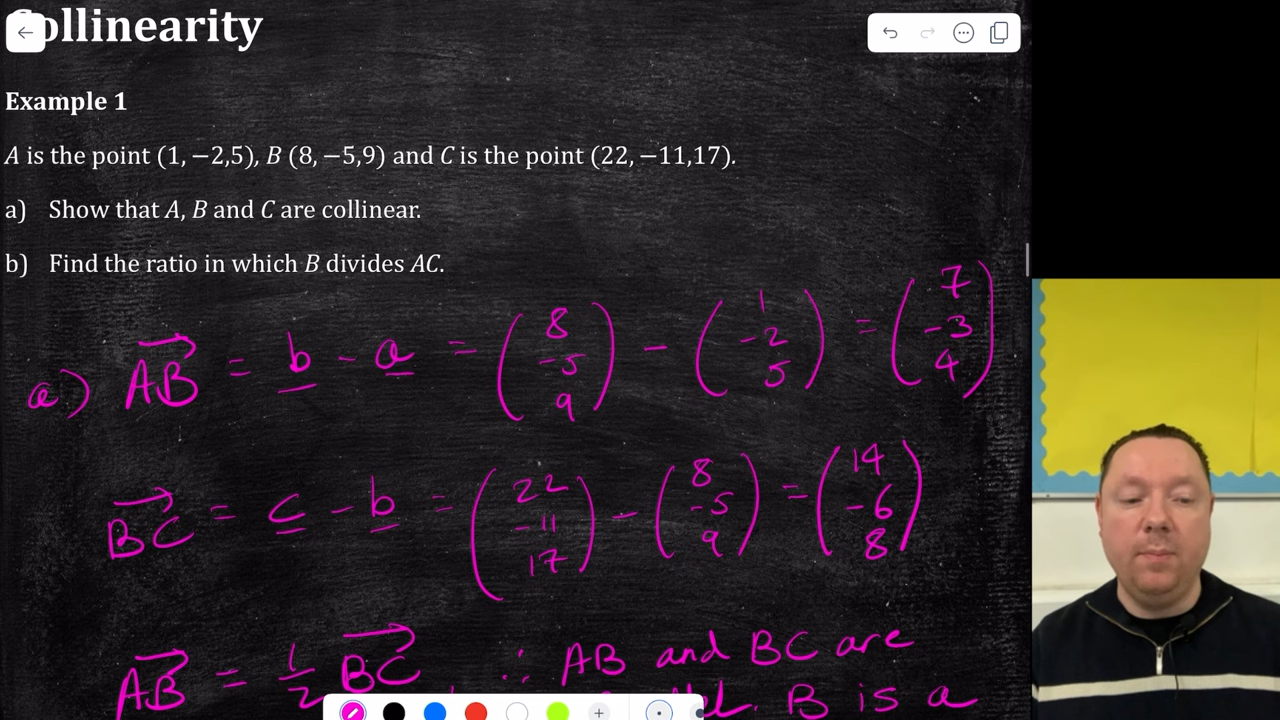 Collinearity
Example 1
A is the point (1, −2,5), B (8, −5,9) and C is the point (22, −11,17).
a) Show that A, B and C are collinear.
b) Find the ratio in which B divides AC.
a) AB = b - a = (8 -5 9) - (1 -2 5) = (7 -3 4)
BC = c - b = (22 -11 17) - (8 -5 9) = (14 -6 8)
AB = 1/2 BC ∴ AB and BC are
B is a